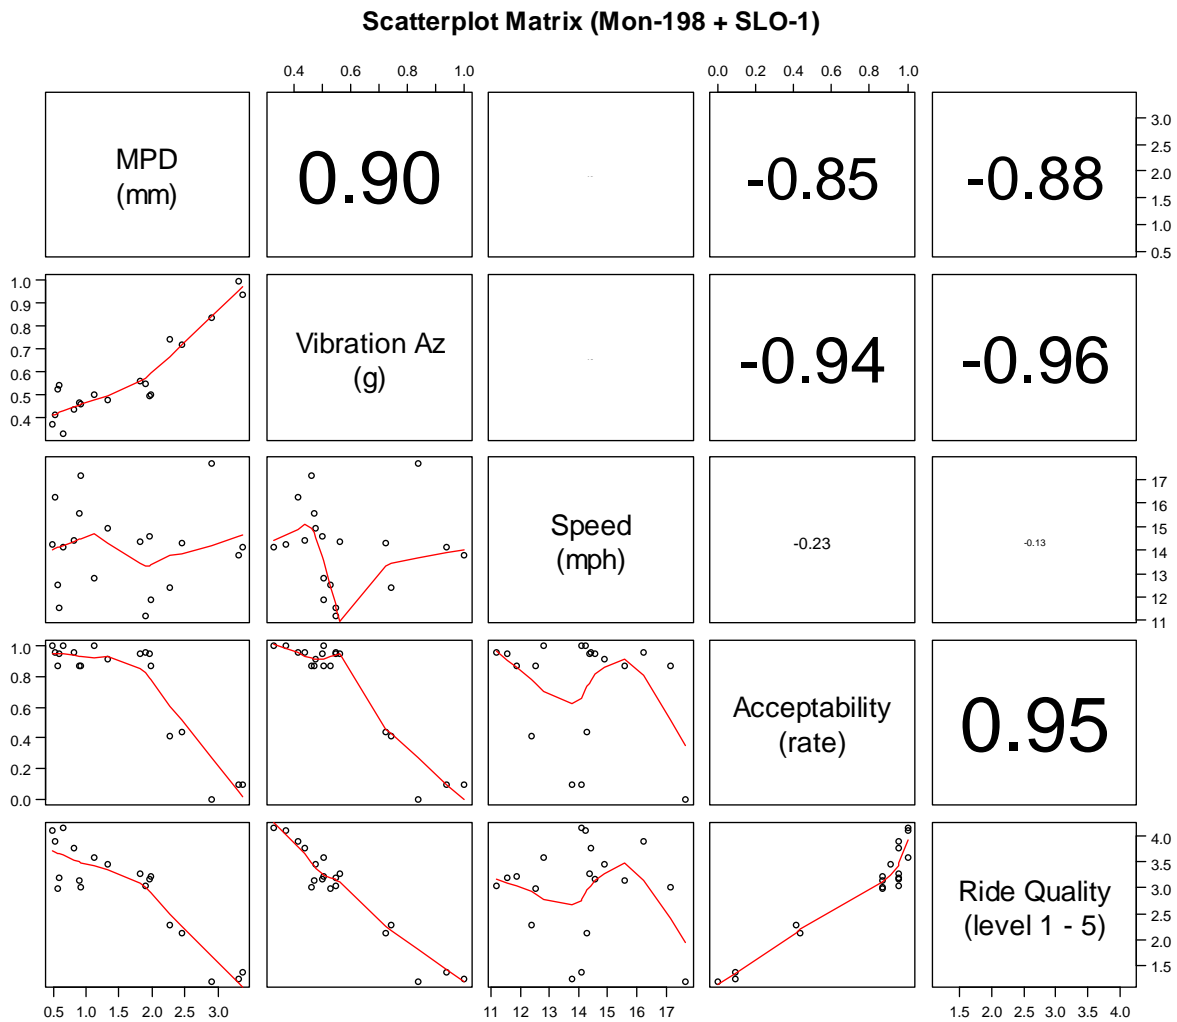 Scatterplot Matrix (Mon-198 + SLO-1)
0.4 0.6 0.8 1.0
0.0 0.2 0.4 0.6 0.8 1.0
MPD
(mm)
0.90
-0.85
-0.88
3.0
2.5
2.0
1.5
1.0
0.5
1.0
0.9
0.8
0.7
0.6
0.5
0.4
Vibration Az
(g)
-0.94
-0.96
Speed
(mph)
-0.23
-0.13
17
16
15
14
13
12
11
1.0
0.8
0.6
0.4
0.2
0.0
Acceptability
(rate)
0.95
Ride Quality
(level 1 - 5)
4.0
3.5
3.0
2.5
2.0
1.5
0.5 1.0 1.5 2.0 2.5 3.0
11 12 13 14 15 16 17
1.5 2.0 2.5 3.0 3.5 4.0